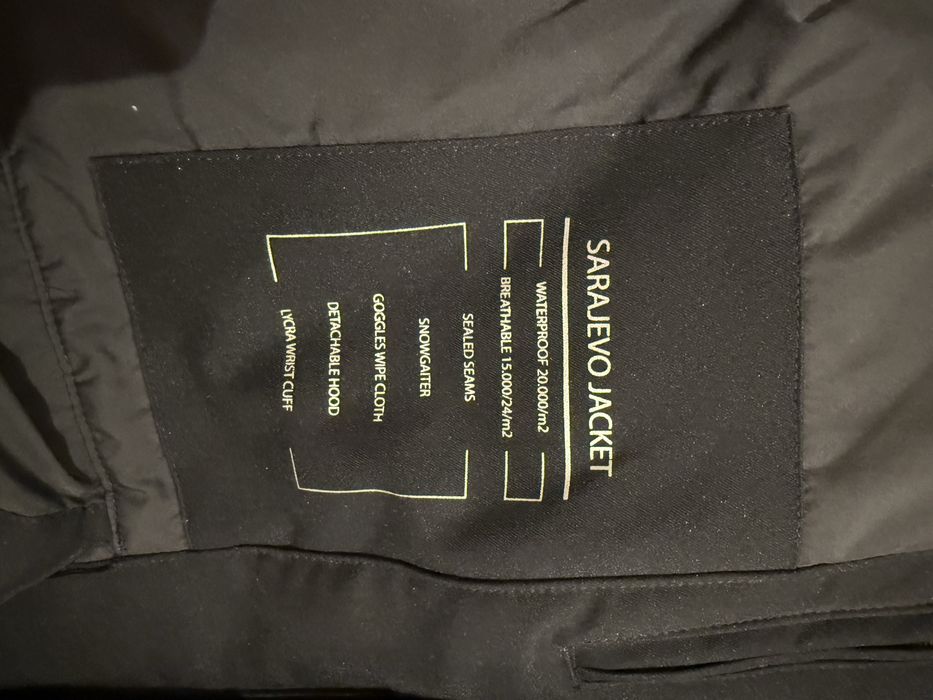 SARAJEVO JACKET
WATERPROOF 20.000/m2
BREATHABLE 15.000/24/m2
SEALED SEAMS
SNOWGAITER
GOGGLES WIPE CLOTH
DETACHABLE HOOD
LYCRA WRIST CUFF